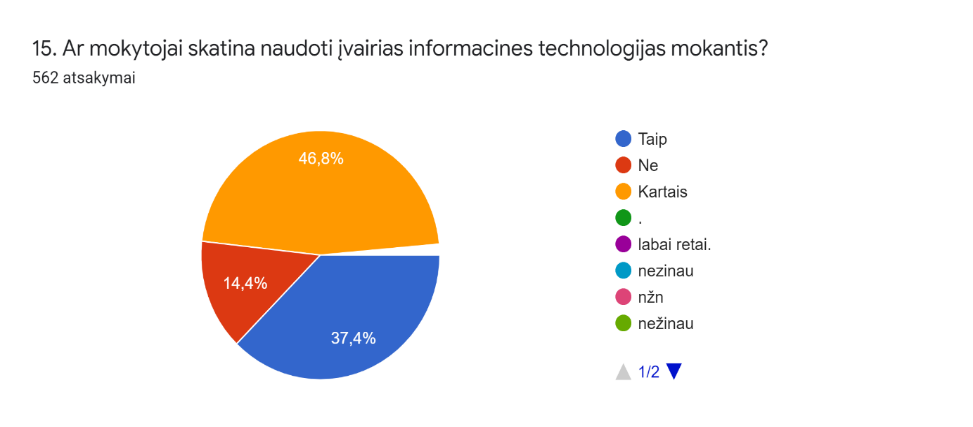 15. Ar mokytojai skatina naudoti įvairias informacines technologijas mokantis?
562 atsakymai
46,8%
14,4%
37,4%
Taip
Ne
Kartais
.
labai retai.
nezinau
nžn
nežinau
1/2